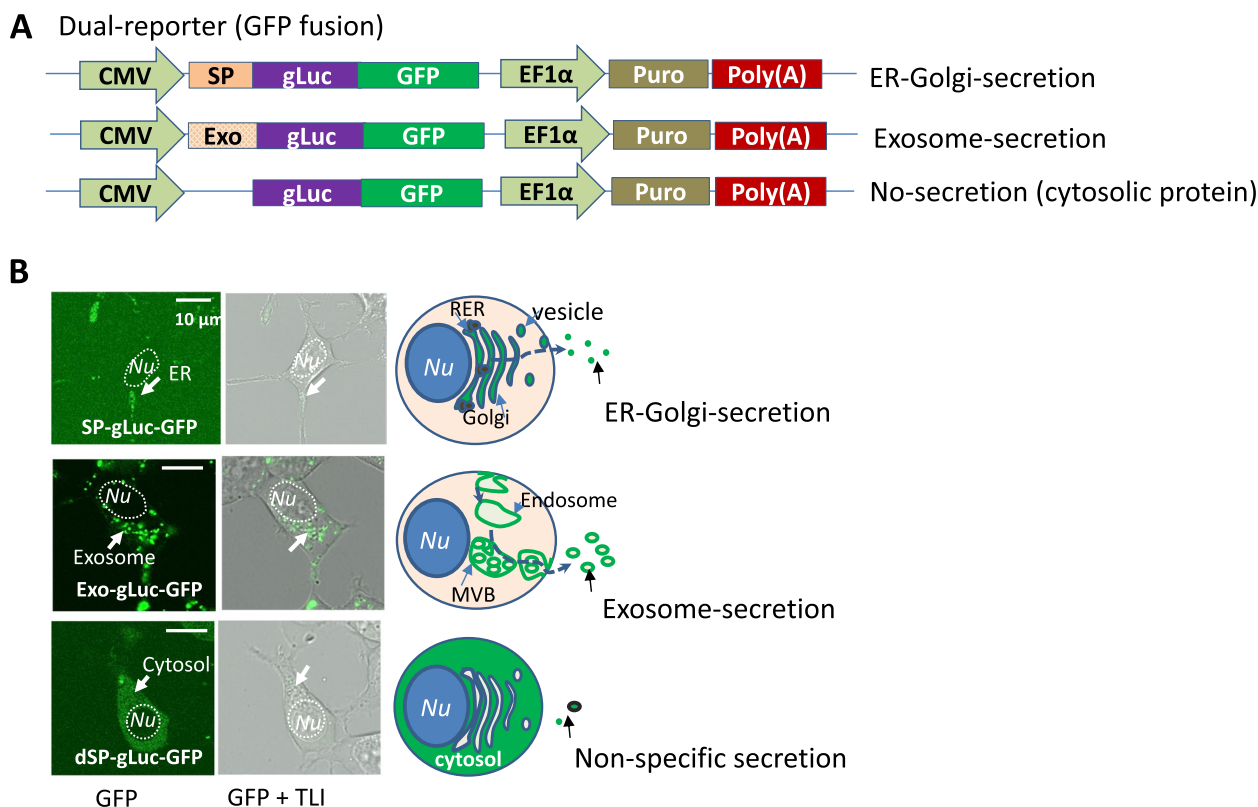 A Dual-reporter (GFP fusion)
CMV SP gLuc GFP EF1α Puro Poly(A) ER-Golgi-secretion
CMV Exo gLuc GFP EF1α Puro Poly(A) Exosome-secretion
CMV gLuc GFP EF1α Puro Poly(A) No-secretion (cytosolic protein)
B
10 μm
Nu
ER
SP-gLuc-GFP
Nu
RER
vesicle
Nu
Golgi
ER-Golgi-secretion
Nu
Exosome
Exo-gLuc-GFP
Nu
Endosome
Nu
MVB
Exosome-secretion
Cytosol
Nu
dSP-gLuc-GFP
Nu
Nu
cytosol
Non-specific secretion
GFP
GFP + TLI